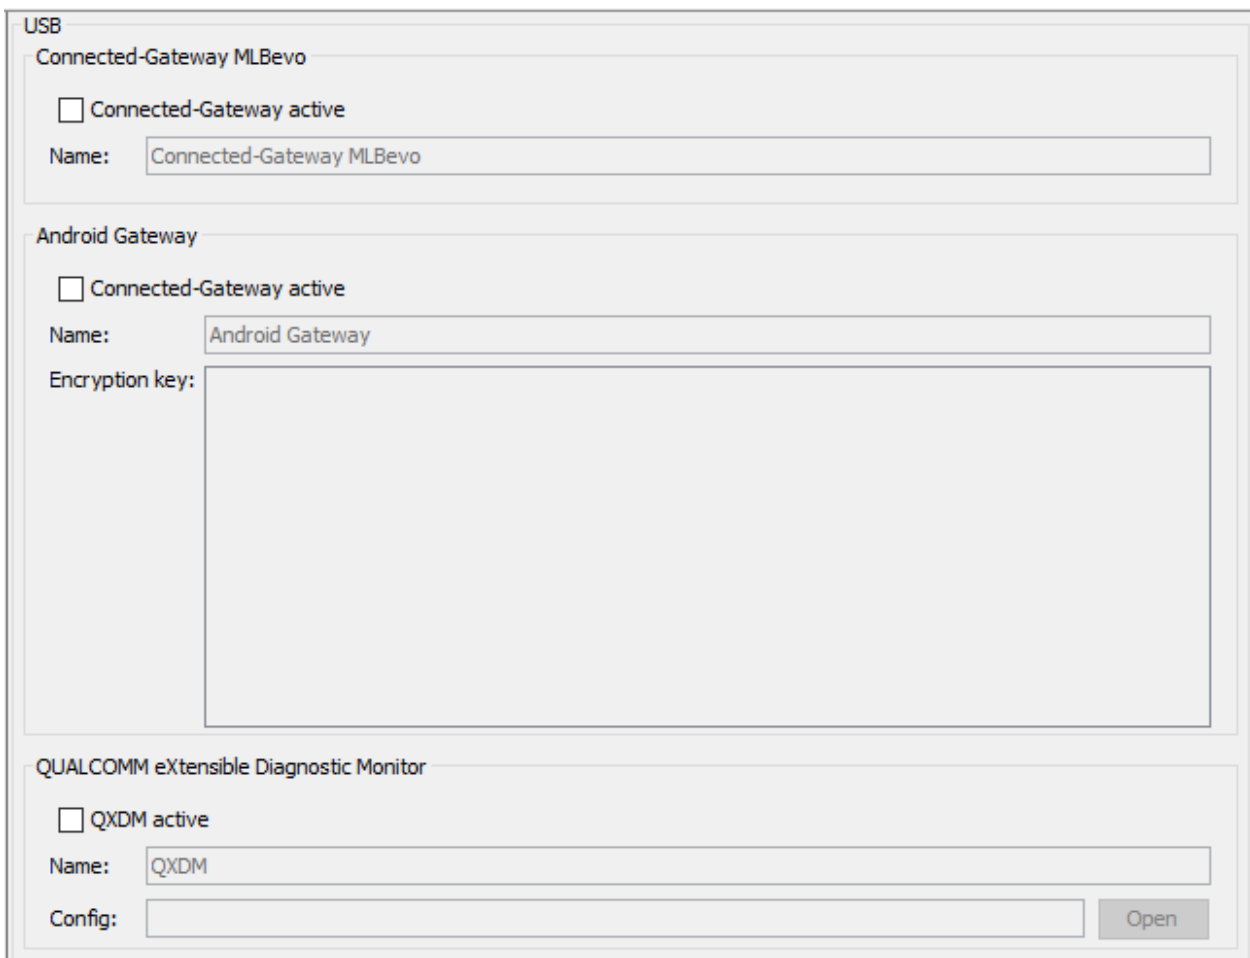 USB
Connected-Gateway MLBevo
Connected-Gateway active
Name: Connected-Gateway MLBevo
Android Gateway
Connected-Gateway active
Name: Android Gateway
Encryption key:
QUALCOMM eXtensible Diagnostic Monitor
QXDM active
Name: QXDM
Config: Open